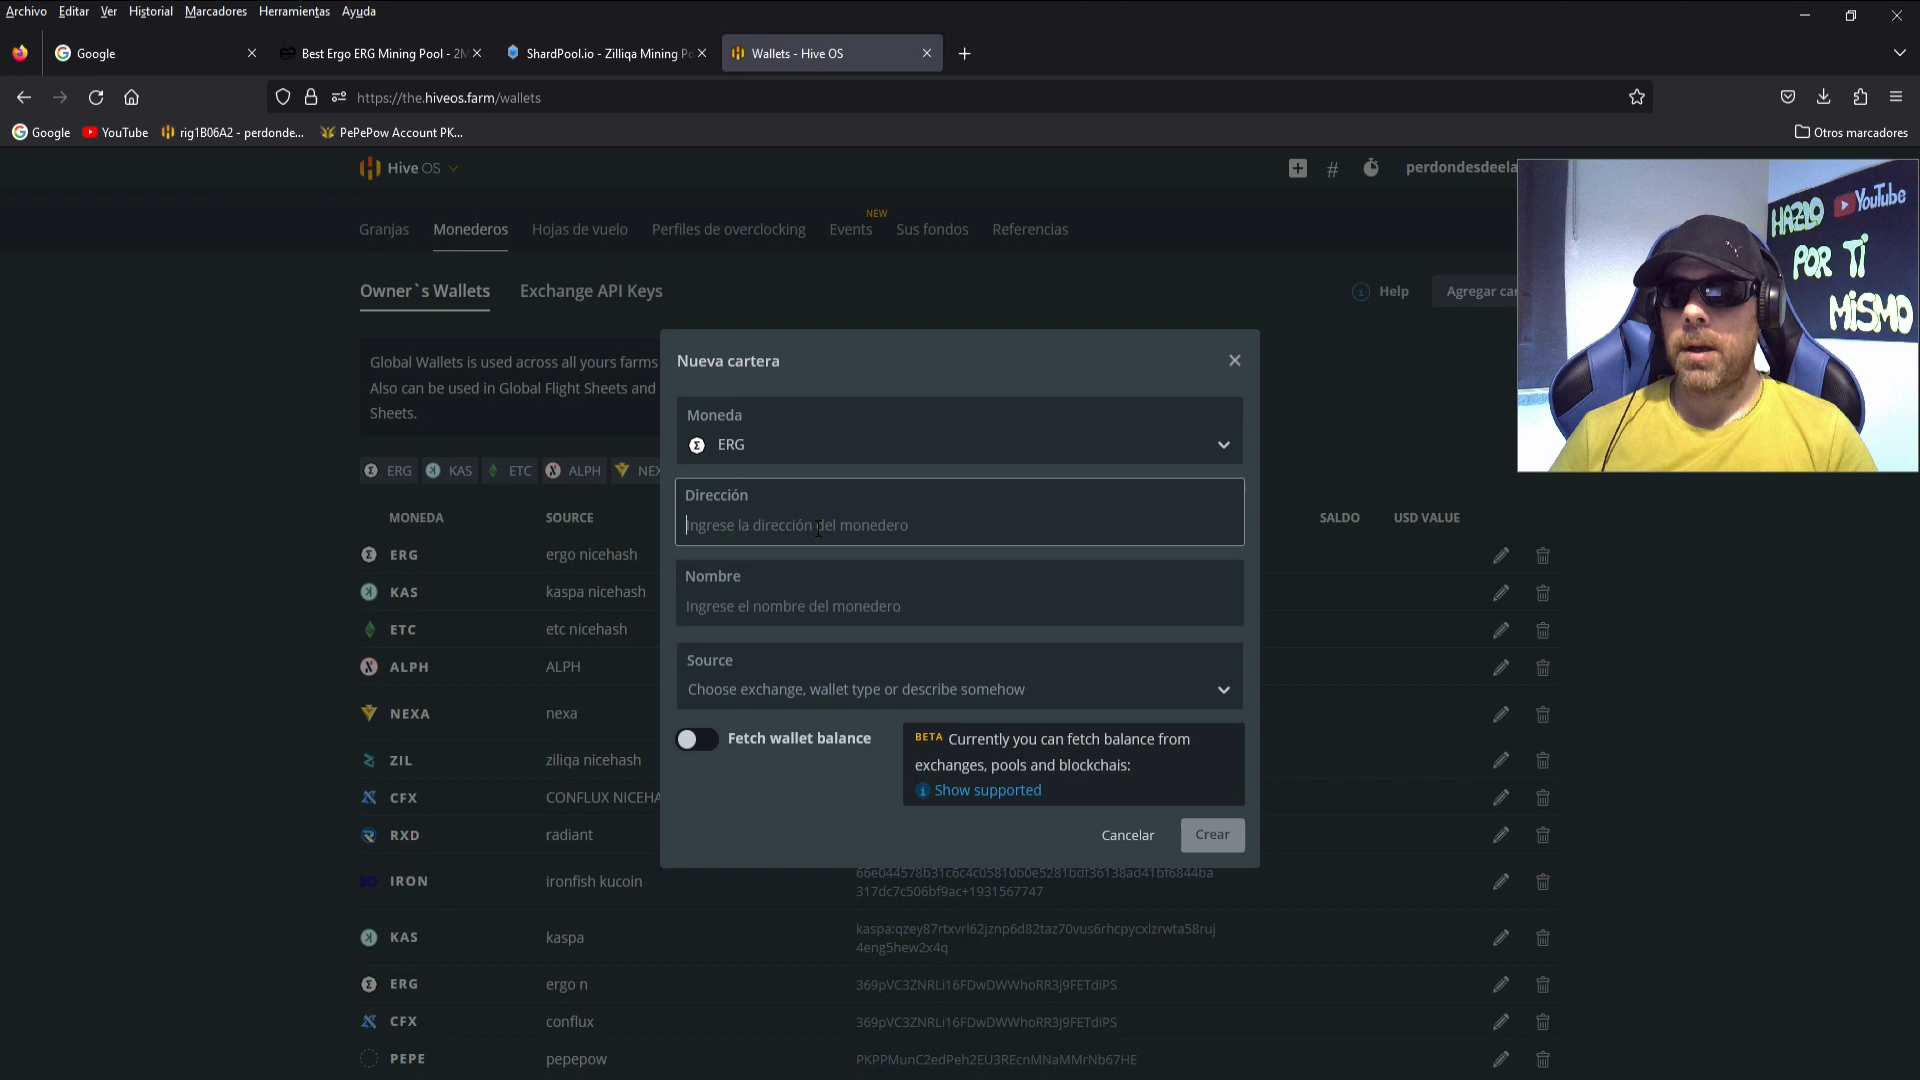 Archivo Editar Ver Historial Marcadores Herramientas Ayuda
Google
Best Ergo ERG Mining Pool - 2M
ShardPool.io - Zilliqa Mining Po
Wallets - Hive OS
https://the.hiveos.farm/wallets
Google YouTube rig1B06A2 - perdonde... PePePow Account PK...
Otros marcadores
Hive OS
perdondesdeela
Granjas Monederos Hojas de vuelo Perfiles de overclocking Events NEW Sus fondos Referencias
Owner`s Wallets Exchange API Keys
Help
Agregar car
Global Wallets is used across all yours farms
Also can be used in Global Flight Sheets and
Sheets.
ERG KAS ETC ALPH NEX
MONEDA SOURCE SALDO USD VALUE
ERG ergo nicehash
KAS kaspa nicehash
ETC etc nicehash
ALPH ALPH
NEXA nexa
ZIL ziliqa nicehash
CFX CONFLUX NICEHA
RXD radiant
IRON ironfish kucoin
66e044578b31c6c4c05810b0e5281bdf36138ad41bf6844ba
317dc7c506bf9ac+1931567747
KAS kaspa
kaspa:qzey87rtxvrl62jznp6d82taz70vus6rhcpycxlzrwta58ruj
4eng5hew2x4q
ERG ergo n 369pVC3ZNRLi16FDwDWWhoRR3j9FETdiPS
CFX conflux 369pVC3ZNRLi16FDwDWWhoRR3j9FETdiPS
PEPE pepepow PKPPMunC2edPeh2EU3REcnMNaMMrNb67HE
Nueva cartera
Moneda
ERG
Dirección
Ingrese la dirección del monedero
Nombre
Ingrese el nombre del monedero
Source
Choose exchange, wallet type or describe somehow
Fetch wallet balance
BETA Currently you can fetch balance from
exchanges, pools and blockchais:
Show supported
Cancelar
Crear
HAZLO
YouTube
POR TÍ
MISMO